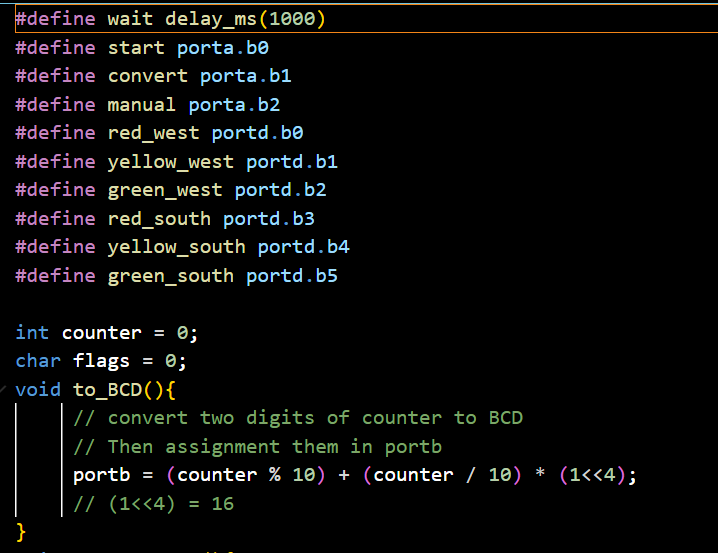 #define wait delay_ms(1000)
#define start porta.b0
#define convert porta.b1
#define manual porta.b2
#define red_west portd.b0
#define yellow_west portd.b1
#define green_west portd.b2
#define red_south portd.b3
#define yellow_south portd.b4
#define green_south portd.b5
int counter = 0;
char flags = 0;
void to_BCD(){
// convert two digits of counter to BCD
// Then assignment them in portb
portb = (counter % 10) + (counter / 10) * (1<<4);
// (1<<4) = 16
}